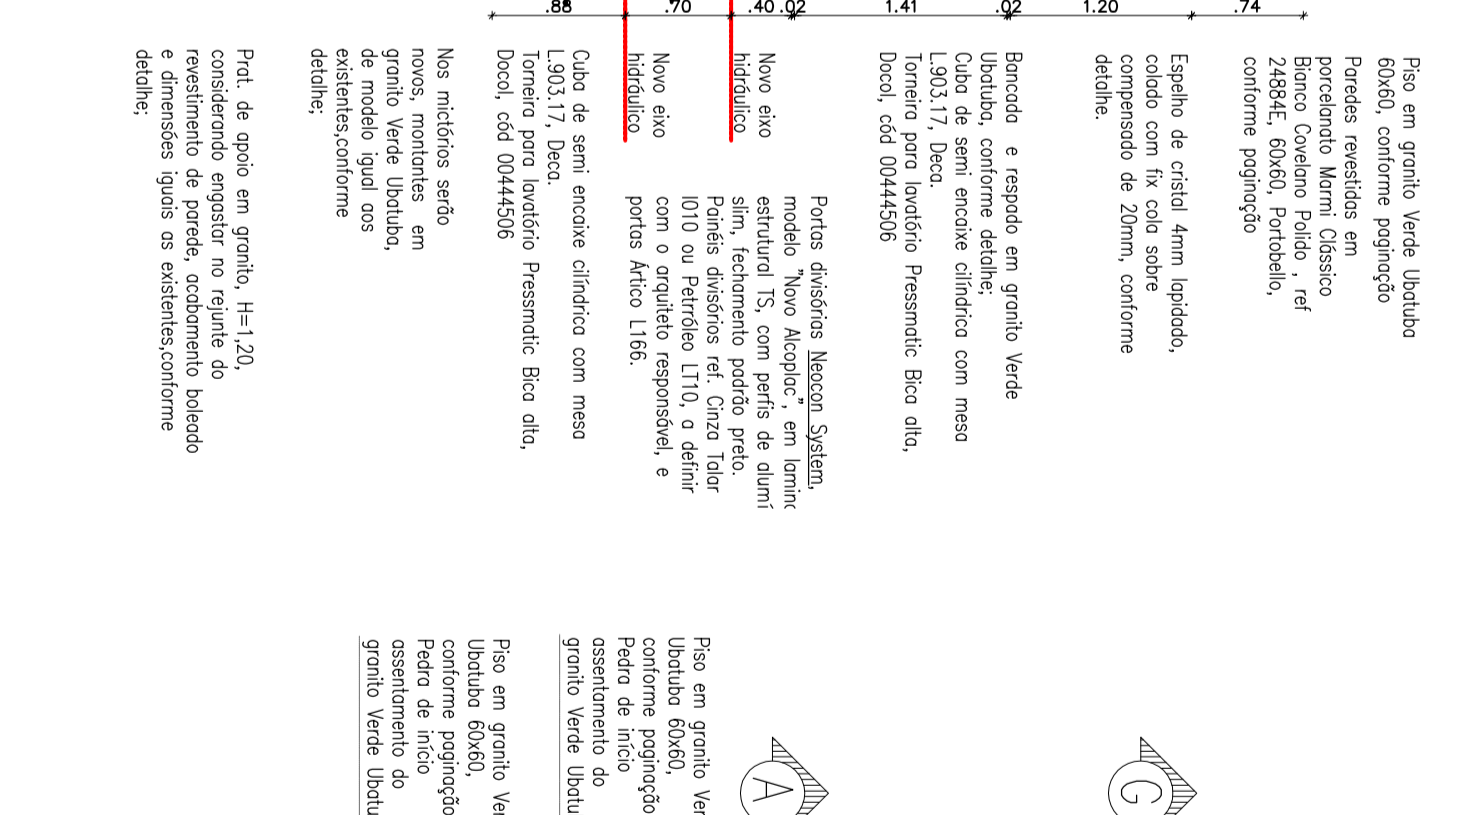 .88
.70
.40
.02
1.41
.02
1.20
.74
Piso em granito Verde Ubatuba
60x60, conforme paginação
Paredes revestidas em
porcelanato Marmi Clássico
Bianco Covelano Polido , ref
24884E, 60x60, Portobello,
conforme paginação
Espelho de cristal 4mm lapidado,
colado com fix cola sobre
compensado de 20mm, conforme
detalhe.
Bancada e respado em granito Verde
Ubatuba, conforme detalhe;
Cuba de semi encaixe cilíndrica com mesa
L.903.17, Deca.
Torneira para lavatório Pressmatic Bica alta,
Docol, cód 00444506
Novo eixo
hidráulico
Portas divisórias Neocon System,
modelo "Novo Alcoplac", em lamin
estrutural TS, com perfis de alumí
slim, fechamento padrão preto.
Painéis divisórios ref. Cinza Talar
l010 ou Petrróleo LT10, a definir
com o arquiteto responsável, e
portas Ártico L166.
Novo eixo
hidráulico
Cuba de semi encaixe cilíndrica com mesa
L.903.17, Deca.
Torneira para lavatório Pressmatic Bica alta,
Docol, cód 00444506
Nos mictórios serão
novos, montantes em
granito Verde Ubatuba,
de modelo igual aos
existentes,conforme
detalhe;
Prat. de apoio em granito, H=1,20,
considerando engastar no rejunte do
revestimento de parede, acabamento boleado
e dimensões iguais as existentes,conforme
detalhe;
Piso em granito Ver
Ubatuba 60x60,
conforme paginação
Pedra de início
assentamento do
granito Verde Ubatu
Piso em granito Ver
Ubatuba 60x60,
conforme paginação
Pedra de início
assentamento do
granito Verde Ubatu
A
G